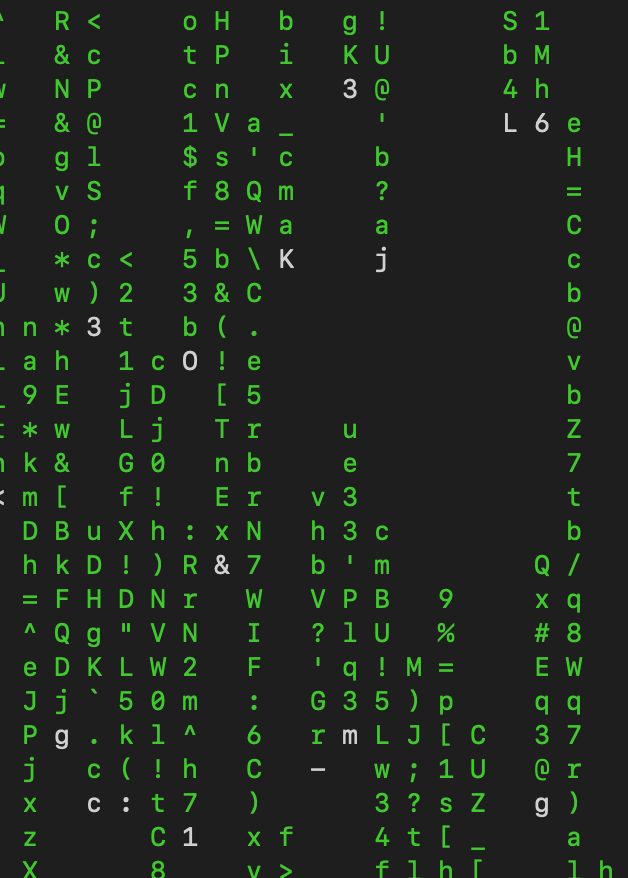 R < o H b g ! S 1
& c t P i K U b M
N P c n x 3 @ 4 h
& @ 1 V a _ ' L 6 e
g l $ s ' c b H
v S f 8 Q m ? =
O ; , = W a a C
* c < 5 b \ K j c
w ) 2 3 & C b
n * 3 t b ( . @
a h 1 c O ! e v
9 E j D [ 5 b
* w L j T r u Z
k & G 0 n b e 7
m [ f ! E r v 3 t
D B u X h : x N h 3 c b
h k D ! ) R & 7 b ' m Q /
= F H D N r W V P B 9 x q
^ Q g " V N I ? l U % # 8
e D K L W 2 F ' q ! M = E W
J j ` 5 0 m : G 3 5 ) p q q
P g . k l ^ 6 r m L J [ C 3 7
j c ( ! h C – w ; 1 U @ r
x c : t 7 ) 3 ? s Z g )
z C 1 x f 4 t [ _ a
X 8 > f l h [ l h